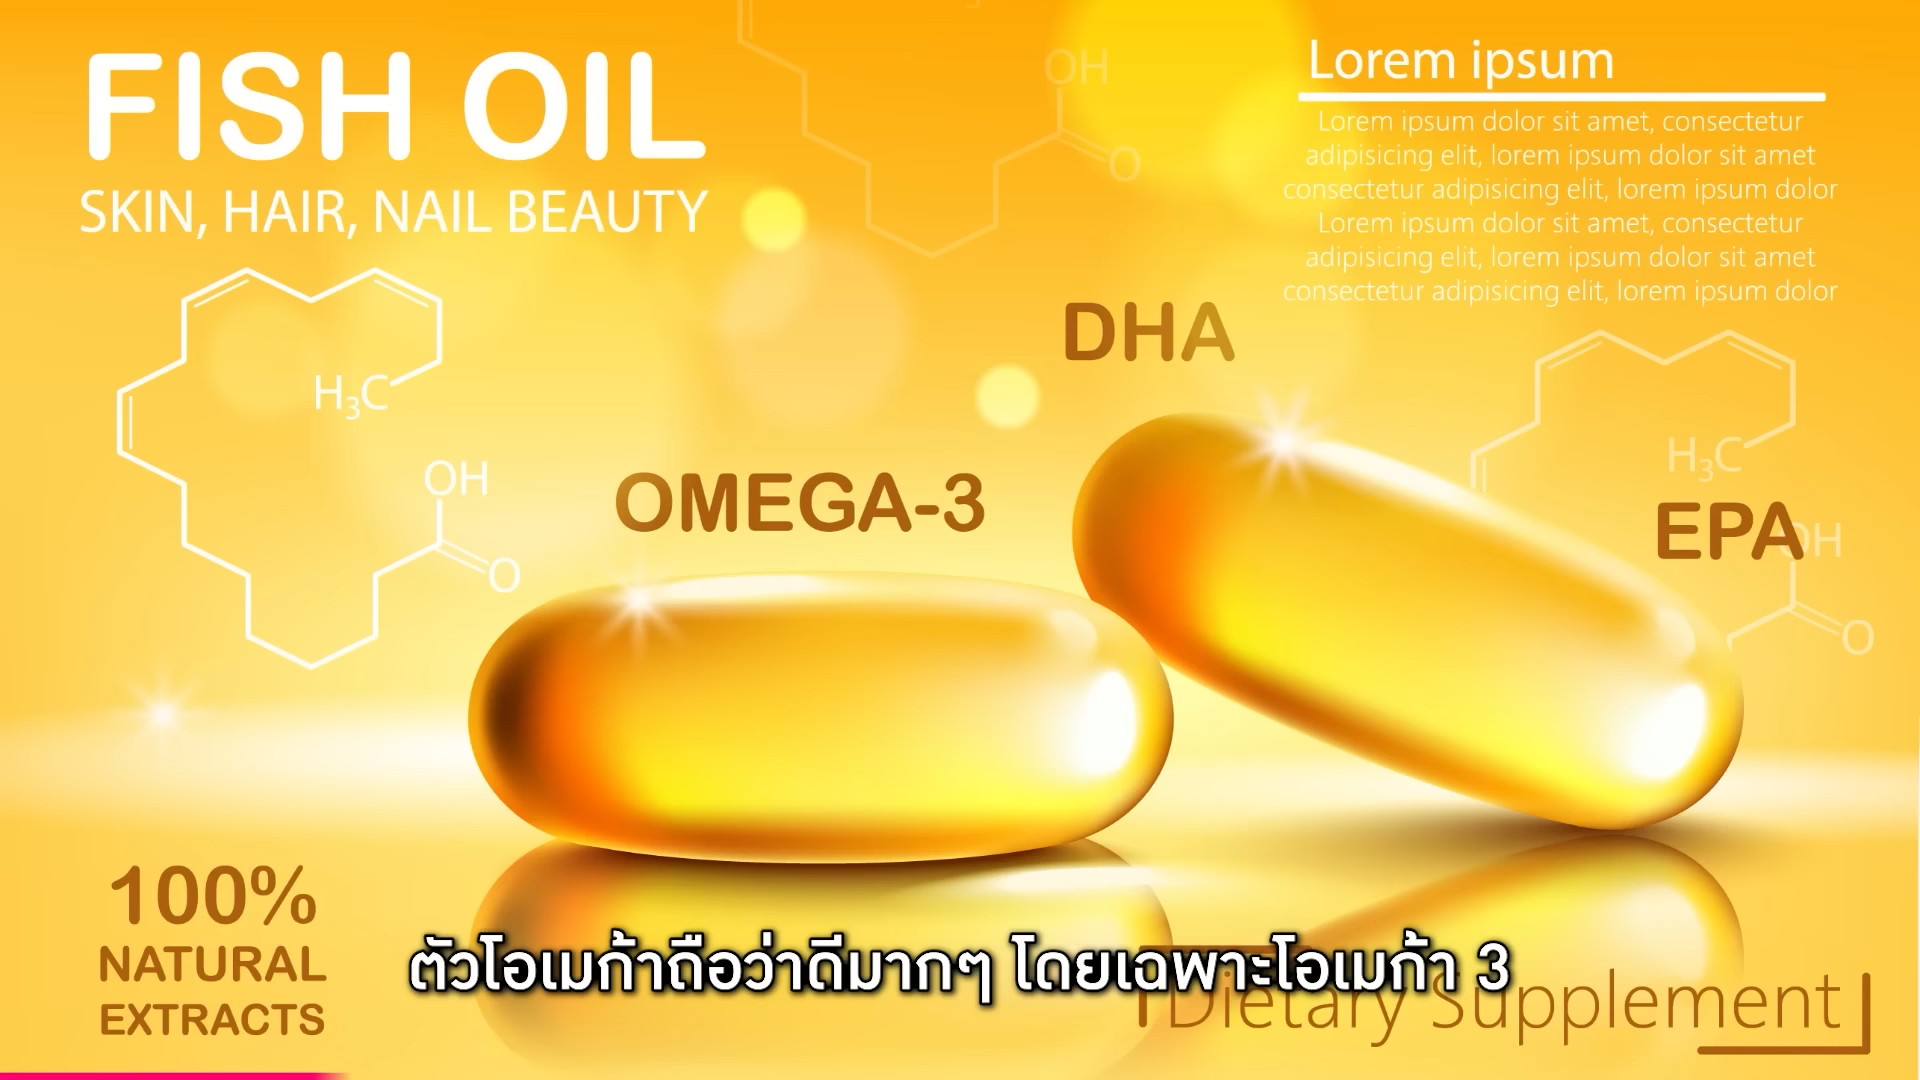 FISH OIL
SKIN, HAIR, NAIL BEAUTY
Lorem ipsum
Lorem ipsum dolor sit amet, consectetur
adipisicing elit, lorem ipsum dolor sit amet
consectetur adipisicing elit, lorem ipsum dolor
Lorem ipsum dolor sit amet, consectetur
adipisicing elit, lorem ipsum dolor sit amet
consectetur adipisicing elit, lorem ipsum dolor
OH
O
H₃C
OH
O
OMEGA-3
DHA
H₃C
EPA
OH
O
100%
NATURAL
EXTRACTS
ตัวโอเมก้าถือว่าดีมากๆ โดยเฉพาะโอเมก้า 3
Dietary Supplement